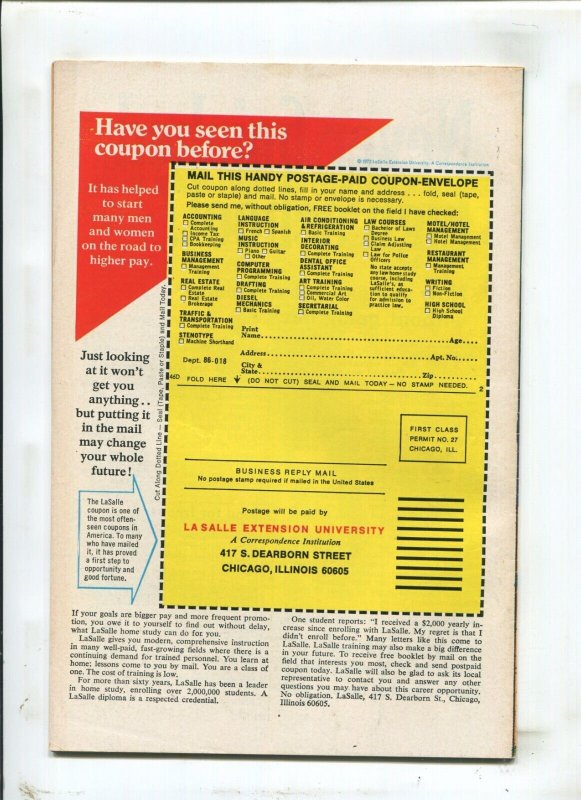 Have you seen this
coupon before?
© 1972 LaSalle Extension University, A Correspondence Institution
It has helped
to start
many men
and women
on the road to
higher pay.
MAIL THIS HANDY POSTAGE-PAID COUPON-ENVELOPE
Cut coupon along dotted lines, fill in your name and address . . . fold, seal (tape,
paste or staple) and mail. No stamp or envelope is necessary.
Please send me, without obligation, FREE booklet on the field I have checked:
ACCOUNTING
Complete
Accounting
Income Tax
CPA Training
Bookkeeping
BUSINESS
MANAGEMENT
Management
Training
REAL ESTATE
Complete Real
Estate
Real Estate
Brokerage
TRAFFIC &
TRANSPORTATION
Complete Training
STENOTYPE
Machine Shorthand
LANGUAGE
INSTRUCTION
French Spanish
MUSIC
INSTRUCTION
Piano Guitar
Other
COMPUTER
PROGRAMMING
Complete Training
DRAFTING
Complete Training
DIESEL
MECHANICS
Basic Training
AIR CONDITIONING
& REFRIGERATION
Basic Training
INTERIOR
DECORATING
Complete Training
DENTAL OFFICE
ASSISTANT
Complete Training
ART TRAINING
Complete Training
Commercial Art
Oil, Water Color
SECRETARIAL
Complete Training
LAW COURSES
Bachelor of Laws
Degree
Business Law
Claim Adjusting
Law
Law for Police
Officers
No state accepts
any law home study
course, including
LaSalle's, as
sufficient educa-
tion to qualify
for admission to
practice law.
MOTEL/HOTEL
MANAGEMENT
Motel Management
Hotel Management
RESTAURANT
MANAGEMENT
Management
Training
WRITING
Fiction
Non-Fiction
HIGH SCHOOL
High School
Diploma
Print
Name Age
Address Apt. No.
Dept. 86-018
City &
State Zip
46D FOLD HERE (DO NOT CUT) SEAL AND MAIL TODAY—NO STAMP NEEDED. 2
Cut Along Dotted Line — Seal (Tape, Paste or Staple) and Mail Today.
Just looking
at it won't
get you
anything..
but putting it
in the mail
may change
your whole
future!
The LaSalle
coupon is one of
the most often-
seen coupons in
America. To many
who have mailed
it, it has proved
a first step to
opportunity and
good fortune.
FIRST CLASS
PERMIT NO. 27
CHICAGO, ILL.
BUSINESS REPLY MAIL
No postage stamp required if mailed in the United States
Postage will be paid by
LA SALLE EXTENSION UNIVERSITY
A Correspondence Institution
417 S. DEARBORN STREET
CHICAGO, ILLINOIS 60605
If your goals are bigger pay and more frequent promo-
tion, you owe it to yourself to find out without delay,
what LaSalle home study can do for you.
LaSalle gives you modern, comprehensive instruction
in many well-paid, fast-growing fields where there is a
continuing demand for trained personnel. You learn at
home; lessons come to you by mail. You are a class of
one. The cost of training is low.
For more than sixty years, LaSalle has been a leader
in home study, enrolling over 2,000,000 students. A
LaSalle diploma is a respected credential.
One student reports: "I received a $2,000 yearly in-
crease since enrolling with LaSalle. My regret is that I
didn't enroll before." Many letters like this come to
LaSalle. LaSalle training may also make a big difference
in your future. To receive free booklet by mail on the
field that interests you most, check and send postpaid
coupon today. LaSalle will also be glad to ask its local
representative to contact you and answer any other
questions you may have about this career opportunity.
No obligation. LaSalle, 417 S. Dearborn St., Chicago,
Illinois 60605.